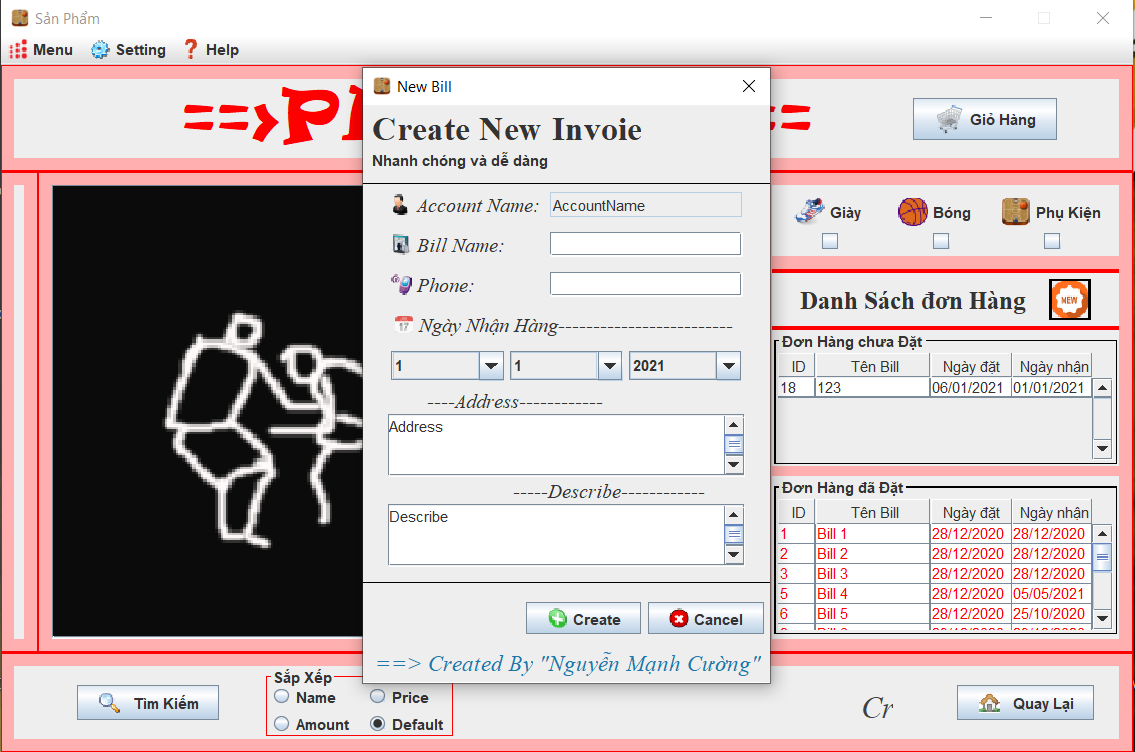 Sản Phẩm
Menu Setting Help
New Bill
Create New Invoie
Nhanh chóng và dễ dàng
Giỏ Hàng
Account Name: AccountName
Bill Name:
Phone:
17 Ngày Nhận Hàng--------------------------
1 1 2021
----Address------------
Address
-----Describe------------
Describe
Create Cancel
==> Created By "Nguyễn Mạnh Cường"
Giày Bóng Phụ Kiện
Danh Sách đơn Hàng NEW
Đơn Hàng chưa Đặt
ID Tên Bill Ngày đặt Ngày nhận
18 123 06/01/2021 01/01/2021
Đơn Hàng đã Đặt
ID Tên Bill Ngày đặt Ngày nhận
1 Bill 1 28/12/2020 28/12/2020
2 Bill 2 28/12/2020 28/12/2020
3 Bill 3 28/12/2020 28/12/2020
5 Bill 4 28/12/2020 05/05/2021
6 Bill 5 28/12/2020 25/10/2020
Tìm Kiếm
Sắp Xếp
Name Price
Amount Default
Cr
Quay Lại